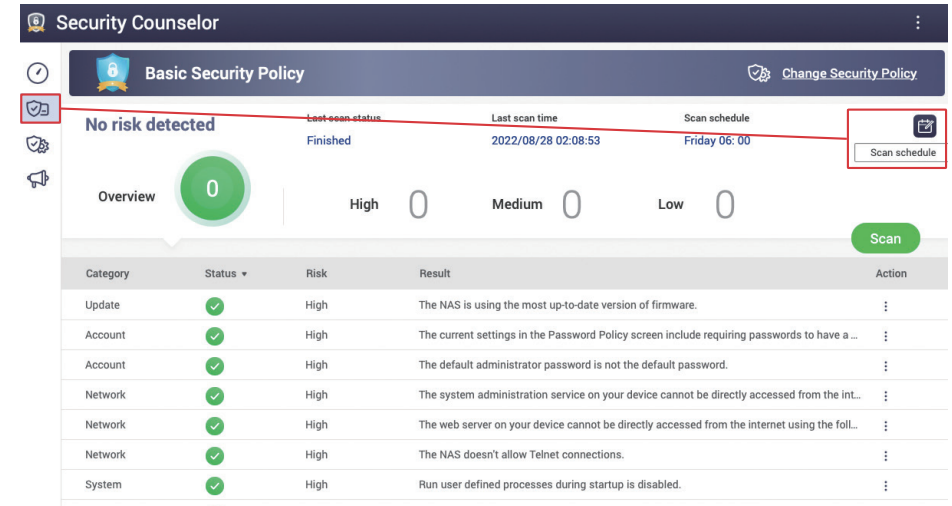 Security Counselor
Basic Security Policy
Change Security Policy
No risk detected
Last scan status
Last scan time
Scan schedule
Finished
2022/08/28 02:08:53
Friday 06: 00
Scan schedule
Overview
0
High 0
Medium 0
Low 0
Scan
Category Status Risk Result Action
Update High The NAS is using the most up-to-date version of firmware.
Account High The current settings in the Password Policy screen include requiring passwords to have a ...
Account High The default administrator password is not the default password.
Network High The system administration service on your device cannot be directly accessed from the int...
Network High The web server on your device cannot be directly accessed from the internet using the foll...
Network High The NAS doesn't allow Telnet connections.
System High Run user defined processes during startup is disabled.